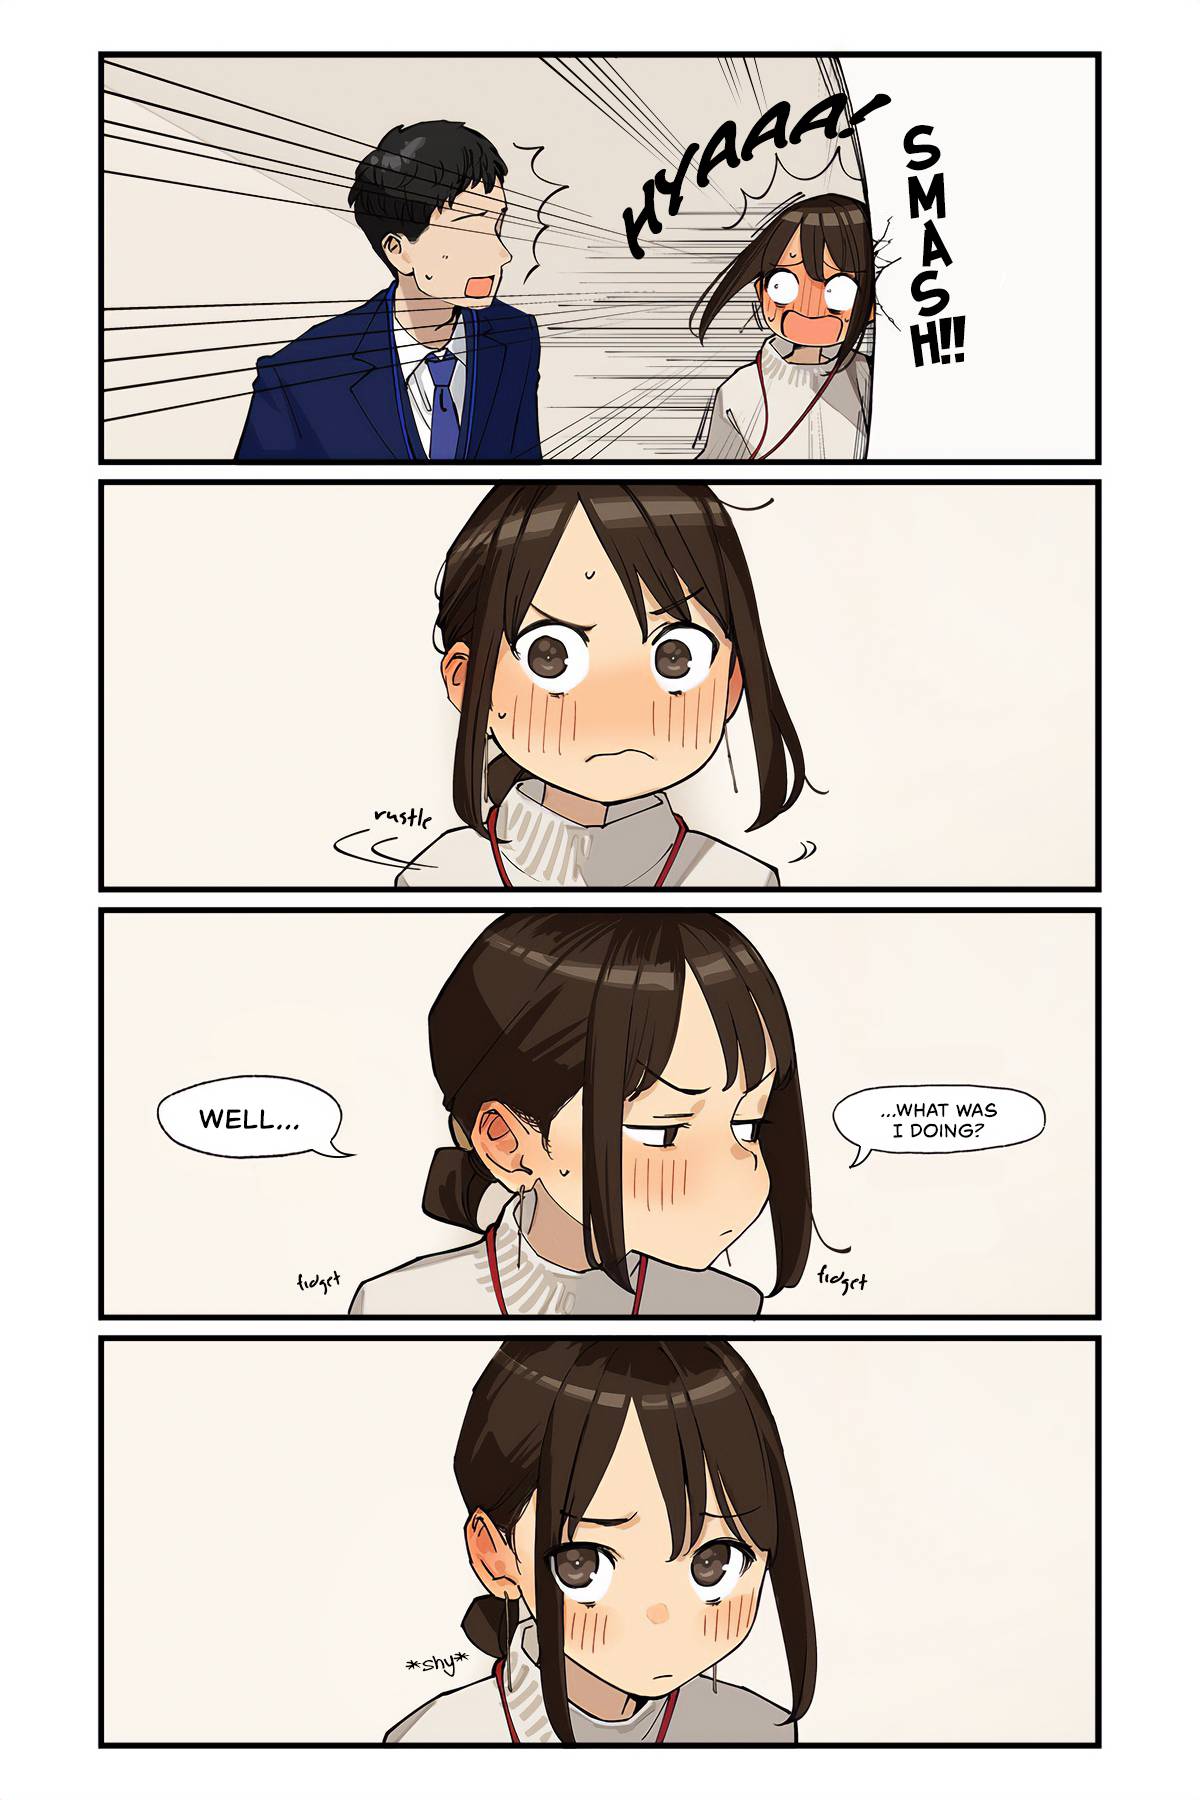 HYAAA!
SMASH!!
rustle
WELL...
...WHAT WAS
I DOING?
fidget
fidget
*shy*